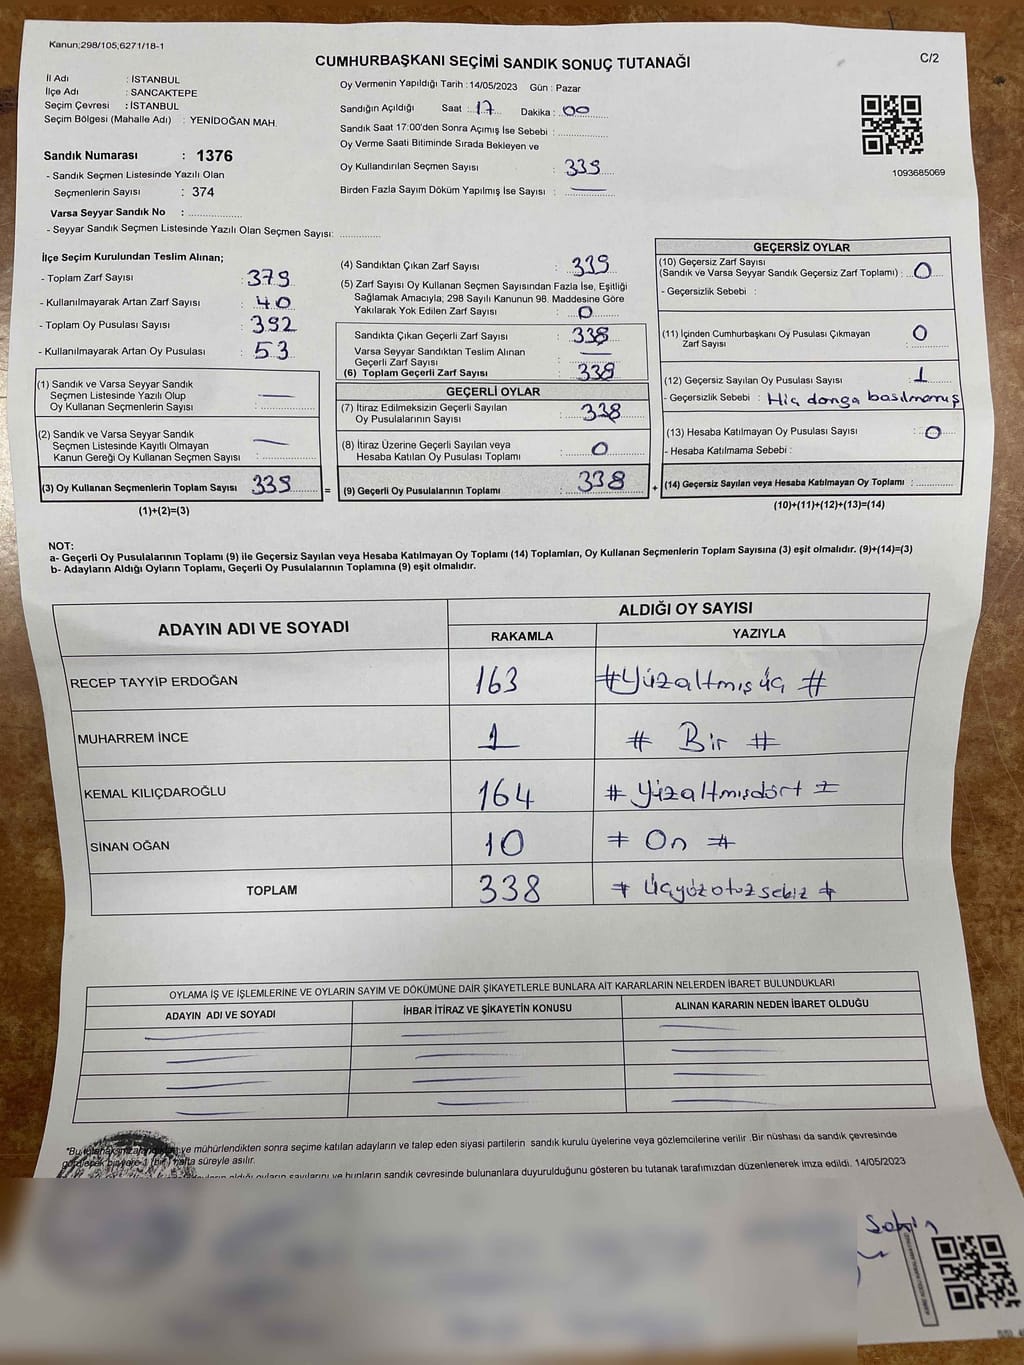 Kanun;298/105,6271/18-1
CUMHURBAŞKANI SEÇİMİ SANDIK SONUÇ TUTANAĞI
C/2
İl Adı : İSTANBUL
İlçe Adı : SANCAKTEPE
Seçim Çevresi : İSTANBUL
Seçim Bölgesi (Mahalle Adı) : YENİDOĞAN MAH.
Sandık Numarası : 1376
- Sandık Seçmen Listesinde Yazılı Olan
Seçmenlerin Sayısı : 374
Varsa Seyyar Sandık No :
- Seyyar Sandık Seçmen Listesinde Yazılı Olan Seçmen Sayısı:
Oy Vermenin Yapıldığı Tarih :14/05/2023 Gün : Pazar
Sandığın Açıldığı Saat : 17 Dakika : 00
Sandık Saat 17:00'den Sonra Açımış İse Sebebi :
Oy Verme Saati Bitiminde Sırada Bekleyen ve
Oy Kullandırılan Seçmen Sayısı : 339
Birden Fazla Sayım Döküm Yapılmış İse Sayısı : —
1093685069
İlçe Seçim Kurulundan Teslim Alınan;
- Toplam Zarf Sayısı : 379
- Kullanılmayarak Artan Zarf Sayısı : 40
- Toplam Oy Pusulası Sayısı : 392
- Kullanılmayarak Artan Oy Pusulası : 53
(1) Sandık ve Varsa Seyyar Sandık
Seçmen Listesinde Yazılı Olup
Oy Kullanan Seçmenlerin Sayısı : —
(2) Sandık ve Varsa Seyyar Sandık
Seçmen Listesinde Kayıtlı Olmayan
Kanun Gereği Oy Kullanan Seçmen Sayısı : —
(3) Oy Kullanan Seçmenlerin Toplam Sayısı : 339
(1)+(2)=(3)
(4) Sandıktan Çıkan Zarf Sayısı : 339
(5) Zarf Sayısı Oy Kullanan Seçmen Sayısından Fazla İse, Eşitliği
Sağlamak Amacıyla; 298 Sayılı Kanunun 98. Maddesine Göre
Yakılarak Yok Edilen Zarf Sayısı : 0
Sandıkta Çıkan Geçerli Zarf Sayısı : 338
Varsa Seyyar Sandıktan Teslim Alınan
Geçerli Zarf Sayısı : —
(6) Toplam Geçerli Zarf Sayısı : 338
GEÇERLİ OYLAR
(7) İtiraz Edilmeksizin Geçerli Sayılan
Oy Pusulalarının Sayısı : 338
(8) İtiraz Üzerine Geçerli Sayılan veya
Hesaba Katılan Oy Pusulası Toplamı : 0
= (9) Geçerli Oy Pusulalarının Toplamı : 338
GEÇERSİZ OYLAR
(10) Geçersiz Zarf Sayısı
(Sandık ve Varsa Seyyar Sandık Geçersiz Zarf Toplamı) : 0
- Geçersizlik Sebebi :
(11) İçinden Cumhurbaşkanı Oy Pusulası Çıkmayan
Zarf Sayısı : 0
(12) Geçersiz Sayılan Oy Pusulası Sayısı : 1
- Geçersizlik Sebebi : Hiç damga basılmamış
(13) Hesaba Katılmayan Oy Pusulası Sayısı : 0
- Hesaba Katılmama Sebebi :
+ (14) Geçersiz Sayılan veya Hesaba Katılmayan Oy Toplamı :
(10)+(11)+(12)+(13)=(14)
NOT:
a- Geçerli Oy Pusulalarının Toplamı (9) ile Geçersiz Sayılan veya Hesaba Katılmayan Oy Toplamı (14) Toplamları, Oy Kullanan Seçmenlerin Toplam Sayısına (3) eşit olmalıdır. (9)+(14)=(3)
b- Adayların Aldığı Oyların Toplamı, Geçerli Oy Pusulalarının Toplamına (9) eşit olmalıdır.
ADAYIN ADI VE SOYADI ALDIĞI OY SAYISI
RAKAMLA YAZIYLA
RECEP TAYYİP ERDOĞAN 163 #Yüzaltmışüç #
MUHARREM İNCE 1 # Bir #
KEMAL KILIÇDAROĞLU 164 # Yüzaltmışdört #
SİNAN OĞAN 10 # On #
TOPLAM 338 # Üçyüzotuzsekiz #
OYLAMA İŞ VE İŞLEMLERİNE VE OYLARIN SAYIM VE DÖKÜMÜNE DAİR ŞİKAYETLERLE BUNLARA AİT KARARLARIN NELERDEN İBARET BULUNDUKLARI
ADAYIN ADI VE SOYADI İHBAR İTİRAZ VE ŞİKAYETİN KONUSU ALINAN KARARIN NEDEN İBARET OLDUĞU
ve mühürlendikten sonra seçime katılan adayların ve talep eden siyasi partilerin sandık kurulu üyelerine veya gözlemcilerine verilir .Bir nüshası da sandık çevresinde
süreyle asılır.
oyların sayılarını ve bunların sandık çevresinde bulunanlara duyurulduğunu gösteren bu tutanak tarafımızdan düzenlenerek imza edildi. 14/05/2023